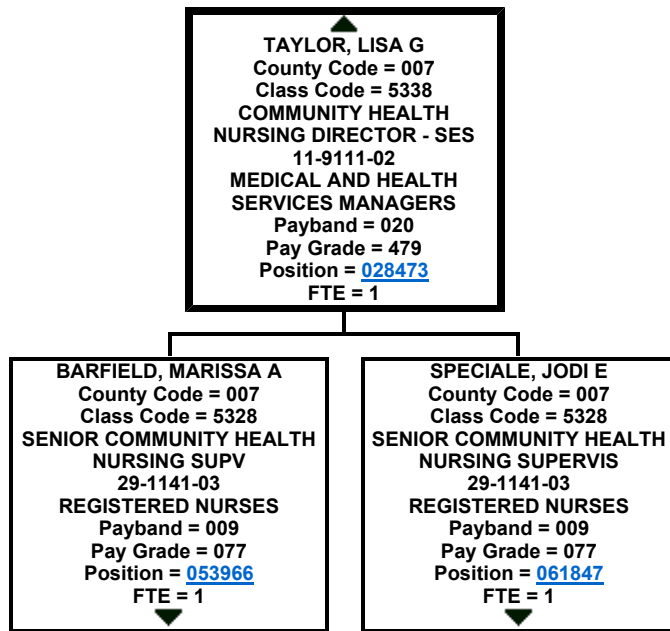 TAYLOR, LISA G
County Code = 007
Class Code = 5338
COMMUNITY HEALTH
NURSING DIRECTOR - SES
11-9111-02
MEDICAL AND HEALTH
SERVICES MANAGERS
Payband = 020
Pay Grade = 479
Position = 028473
FTE = 1
BARFIELD, MARISSA A
County Code = 007
Class Code = 5328
SENIOR COMMUNITY HEALTH
NURSING SUPV
29-1141-03
REGISTERED NURSES
Payband = 009
Pay Grade = 077
Position = 053966
FTE = 1
SPECIALE, JODI E
County Code = 007
Class Code = 5328
SENIOR COMMUNITY HEALTH
NURSING SUPERVIS
29-1141-03
REGISTERED NURSES
Payband = 009
Pay Grade = 077
Position = 061847
FTE = 1